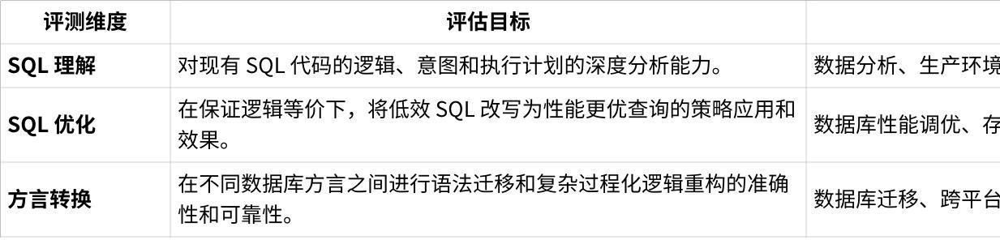 评测维度 评估目标
SQL 理解 对现有 SQL 代码的逻辑、意图和执行计划的深度分析能力。 数据分析、生产环境
SQL 优化 在保证逻辑等价下，将低效 SQL 改写为性能更优查询的策略应用和
效果。 数据库性能调优、存
方言转换 在不同数据库方言之间进行语法迁移和复杂过程化逻辑重构的准确
性和可靠性。 数据库迁移、跨平台